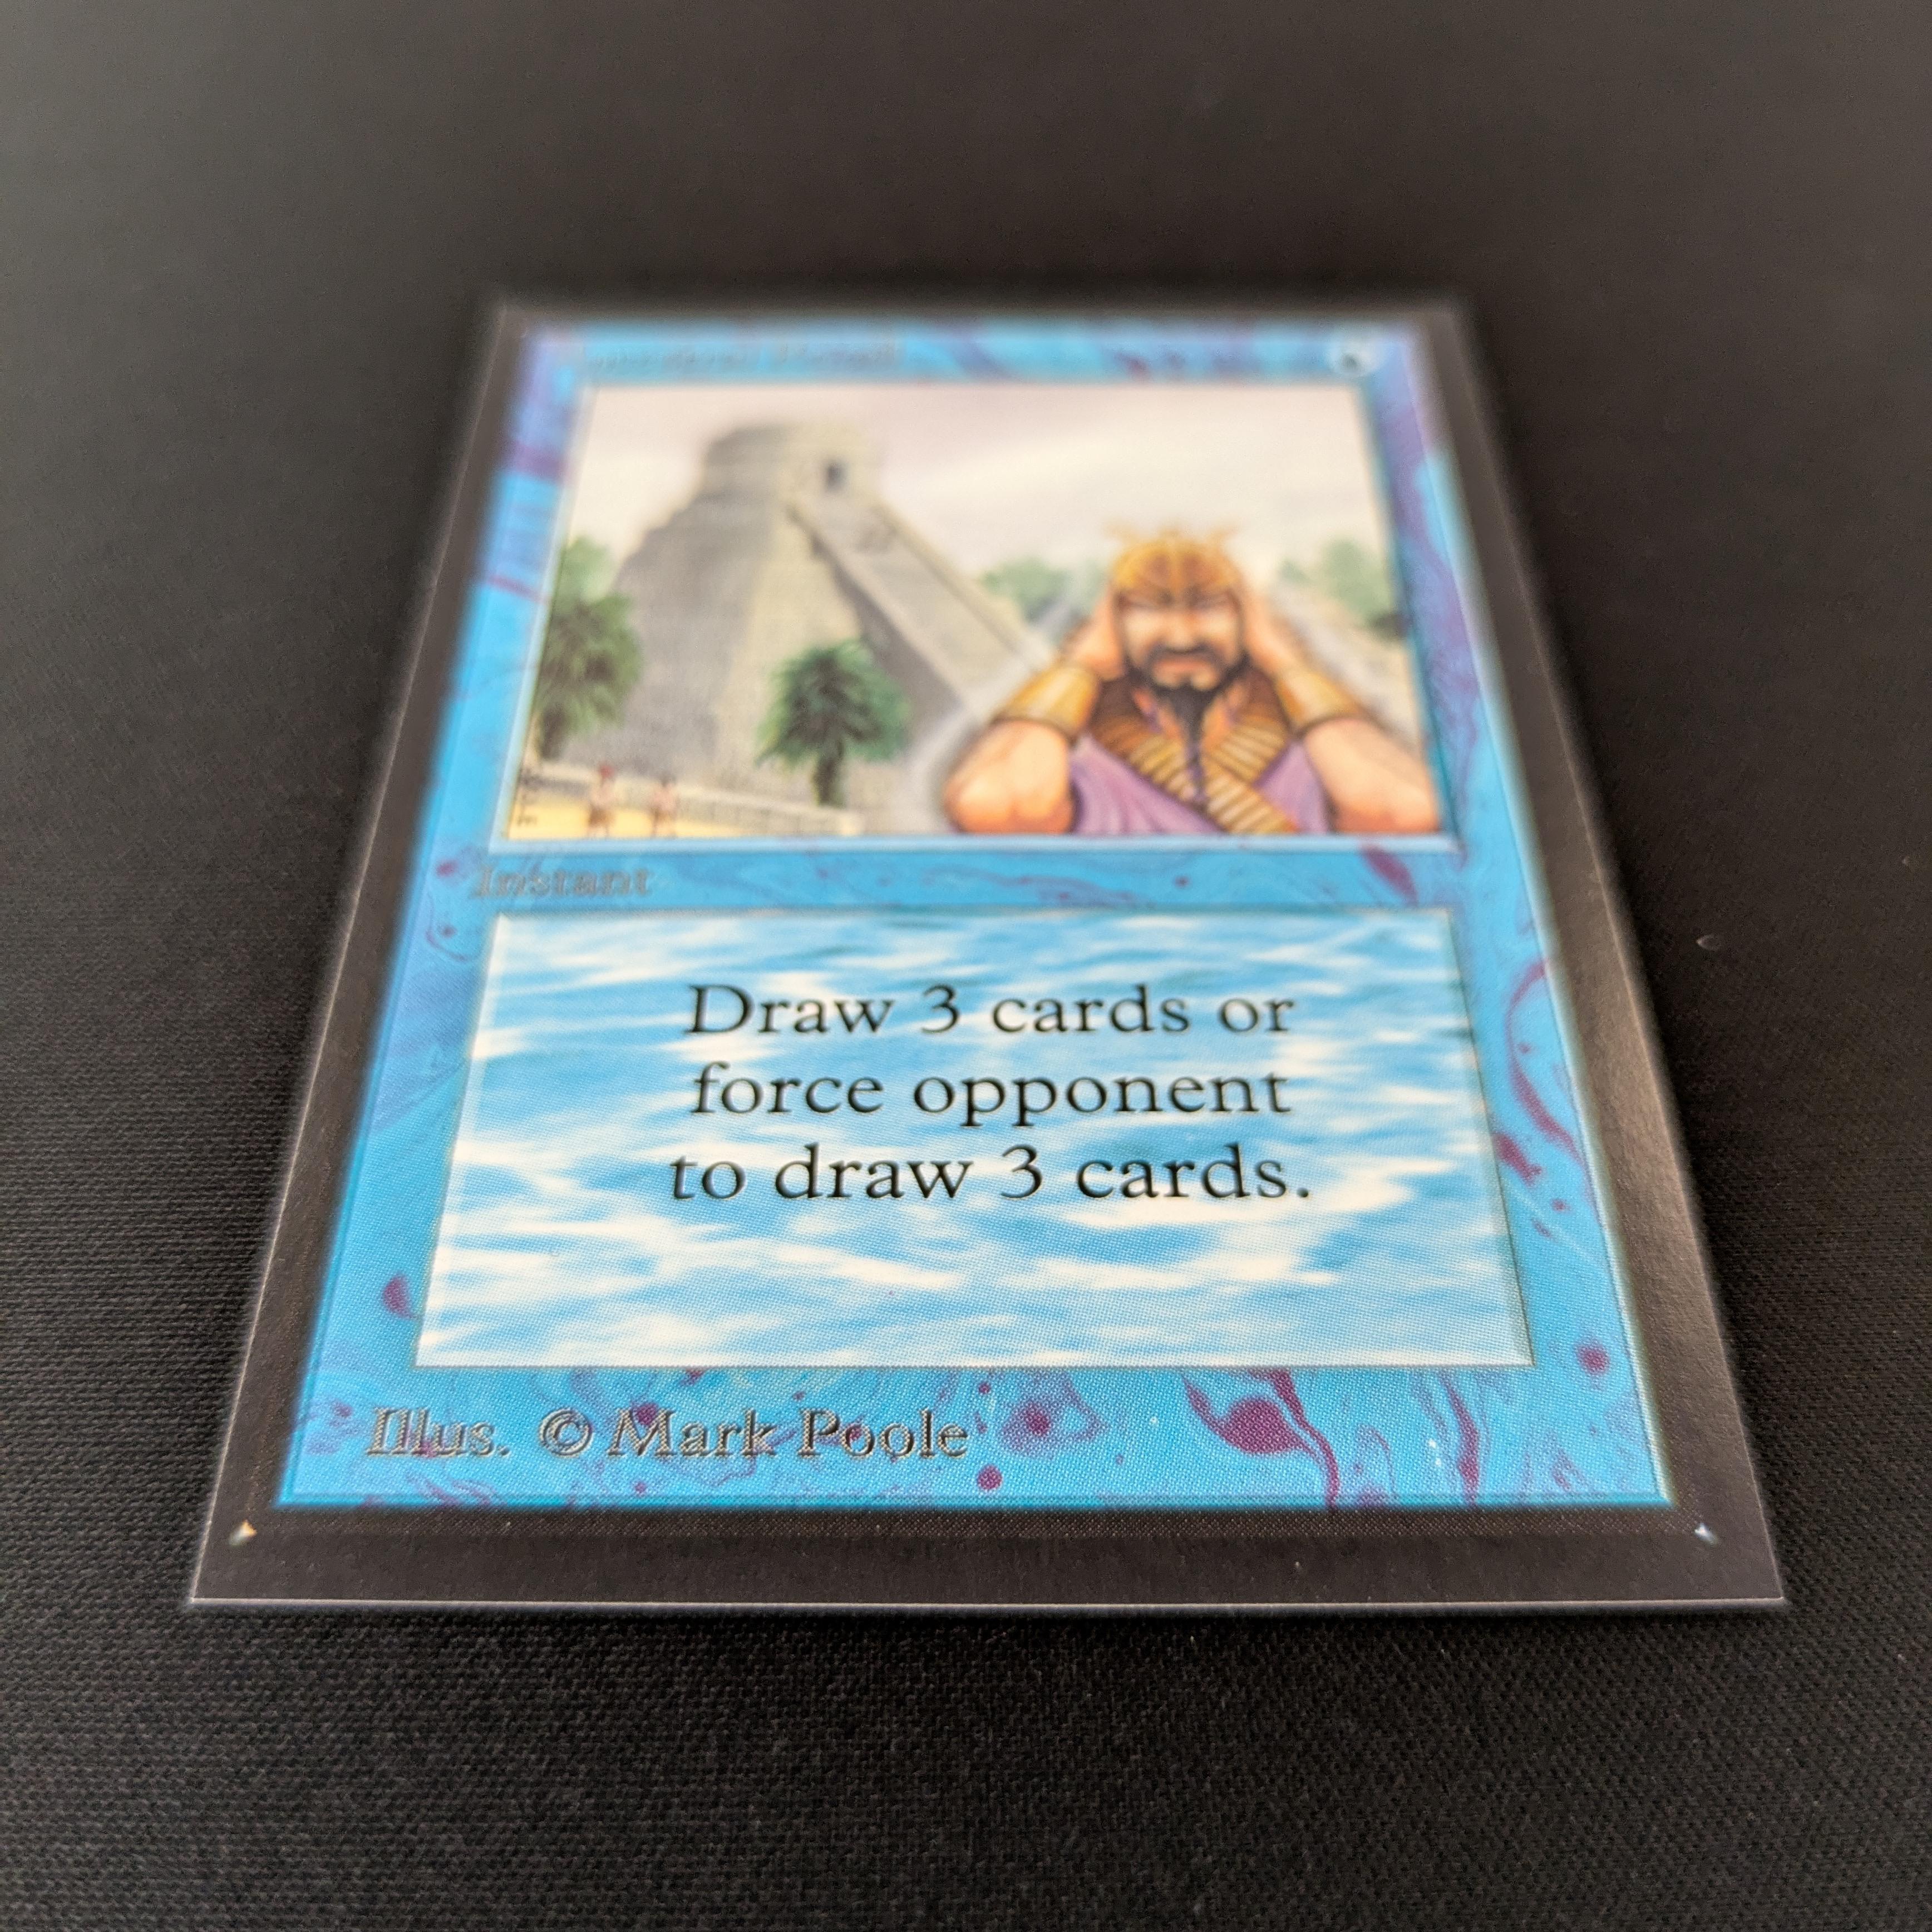 Instant
Draw 3 cards or
force opponent
to draw 3 cards.
Illus. © Mark Poole